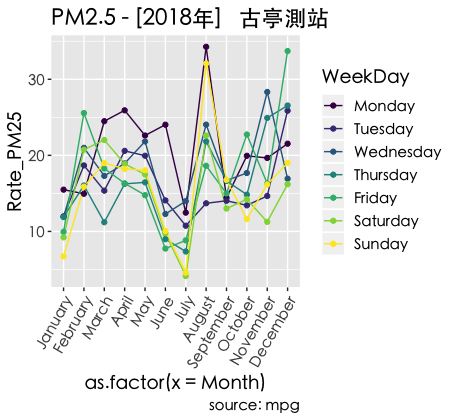 PM2.5 - [2018年] 古亭測站
Rate_PM25
30
20
10
January
February
March
April
May
June
July
August
September
October
November
December
as.factor(x = Month)
source: mpg
WeekDay
Monday
Tuesday
Wednesday
Thursday
Friday
Saturday
Sunday